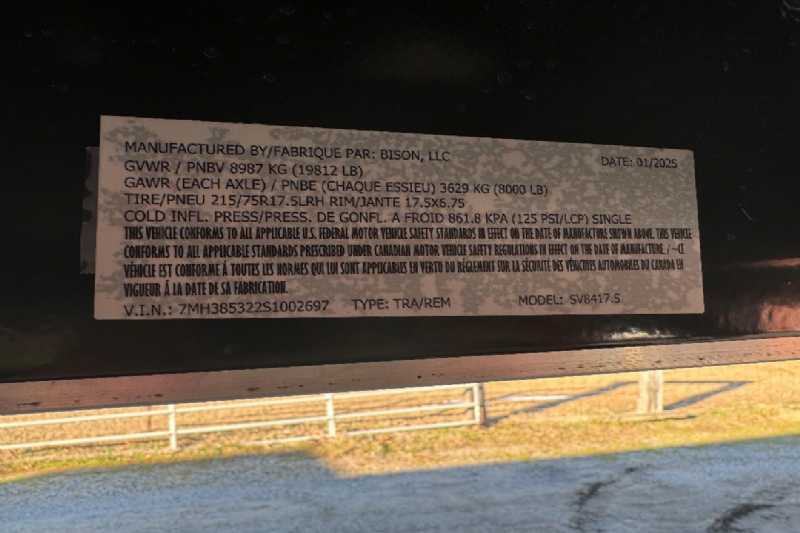 MANUFACTURED BY/FABRIQUE PAR: BISON, LLC DATE: 01/2025
GVWR / PNBV 8987 KG (19812 LB)
GAWR (EACH AXLE) / PNBE (CHAQUE ESSIEU) 3629 KG (8000 LB)
TIRE/PNEU 215/75R17.5LRH RIM/JANTE 17.5X6.75
COLD INFL. PRESS/PRESS. DE GONFL. A FROID 861.8 KPA (125 PSI/LCP) SINGLE
THIS VEHICLE CONFORMS TO ALL APPLICABLE U.S. FEDERAL MOTOR VEHICLE SAFETY STANDARDS IN EFFECT ON THE DATE OF MANUFACTURE SHOWN ABOVE. THIS VEHICLE
CONFORMS TO ALL APPLICABLE STANDARDS PRESCRIBED UNDER CANADIAN MOTOR VEHICLE SAFETY REGULATIONS IN EFFECT ON THE DATE OF MANUFACTURE. / ~CE
VÉHICLE EST CONFORME À TOUTES LES NORMES QUI LUI SONT APPLICABLES EN VERTU DU RÈGLEMENT SUR LA SÉCURITÉ DES VÉHICULES AUTOMOBILES DU CANADA EN
VIGUEUR À LA DATE DE SA FABRICATION.
V.I.N.: 7MH385322S1002697 TYPE: TRA/REM MODEL: SV8417.5